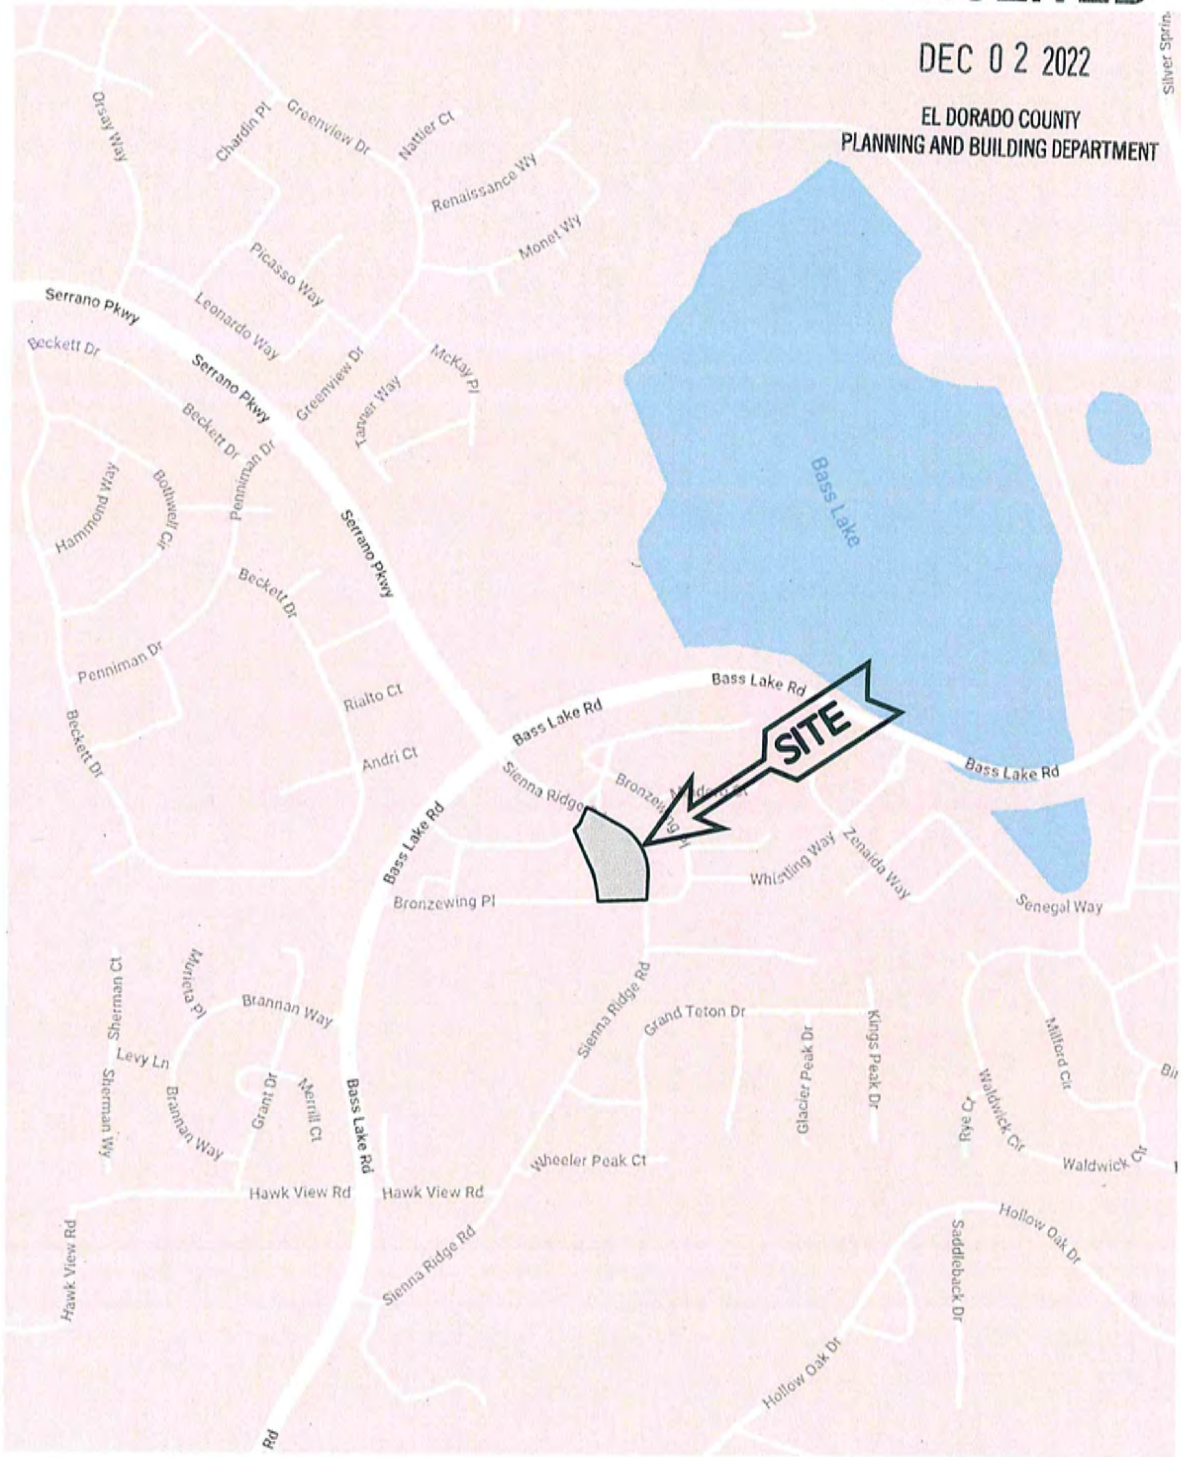 DEC 0 2 2022
EL DORADO COUNTY
PLANNING AND BUILDING DEPARTMENT
Silver Sprin
Orsay Way
Chardin Pl
Greenview Dr
Nattier Ct
Renaissance Wy
Monet Wy
Picasso Way
Leonardo Way
Serrano Pkwy
Beckett Dr
Serrano Pkwy
Greenview Dr
McKay Pl
Tanner Way
Beckett Dr
Penniman Dr
Hammond Way
Bothwell Cir
Bass Lake
Serrano Pkwy
Beckett Dr
Penniman Dr
Rialto Ct
Bass Lake Rd
Bass Lake Rd
SITE
Beckett Dr
Andri Ct
Sienna Ridge
Bronzewing Pl
Bass Lake Rd
Bass Lake Rd
Whistling Way
Zenaida Way
Bronzewing Pl
Senegal Way
Sherman Ct
Murieta Pl
Brannan Way
Sienna Ridge Rd
Grand Teton Dr
Kings Peak Dr
Glacier Peak Dr
Milford Cir
Levy Ln
Sherman Wy
Brannan Way
Grant Dr
Merrill Ct
Bass Lake Rd
Rye Cr
Waldwick Cir
Wheeler Peak Ct
Waldwick Cir
Hawk View Rd
Hawk View Rd
Hawk View Rd
Sienna Ridge Rd
Saddleback Dr
Hollow Oak Dr
Hollow Oak Dr
Rd